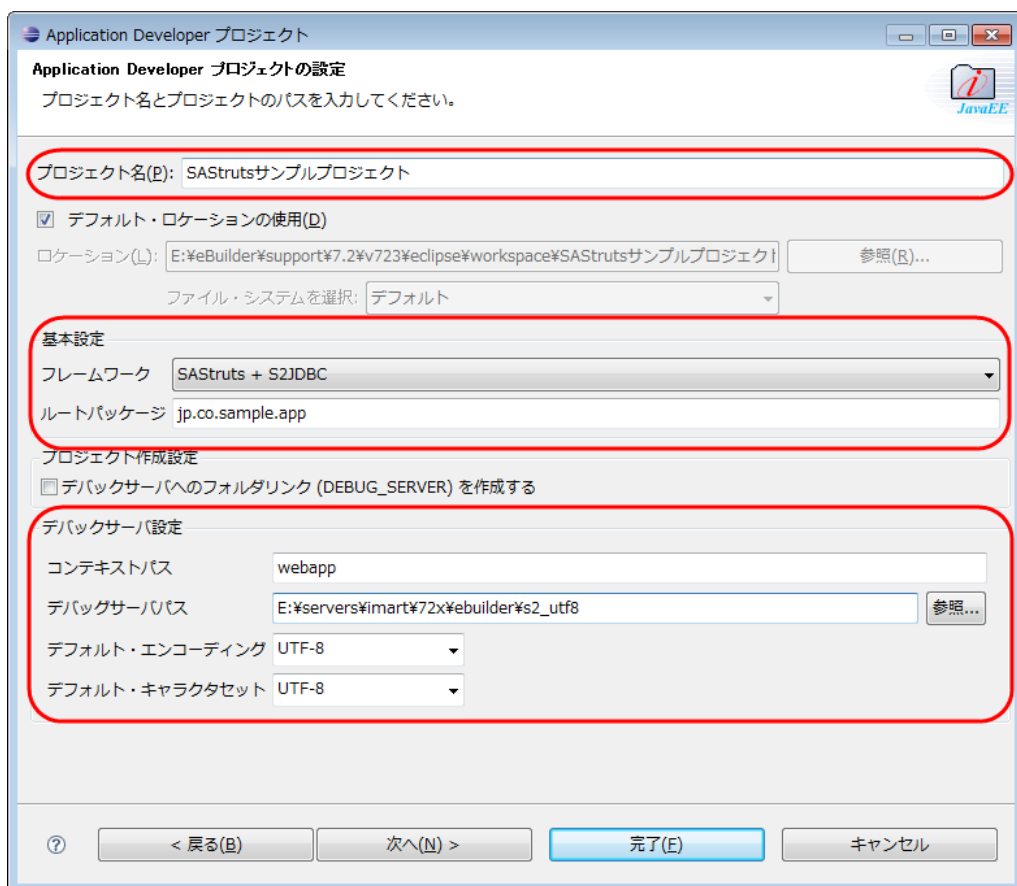 Application Developer プロジェクト
Application Developer プロジェクトの設定
プロジェクト名とプロジェクトのパスを入力してください。
i
JavaEE
プロジェクト名(P): SAStrutsサンプルプロジェクト
デフォルト・ロケーションの使用(D)
ロケーション(L): E:¥eBuilder¥support¥7.2¥v723¥eclipse¥workspace¥SAStrutsサンプルプロジェクト 参照(R)...
ファイル・システムを選択: デフォルト
基本設定
フレームワーク SAStruts + S2JDBC
ルートパッケージ jp.co.sample.app
プロジェクト作成設定
デバックサーバへのフォルダリンク (DEBUG_SERVER) を作成する
デバックサーバ設定
コンテキストパス webapp
デバッグサーバパス E:¥servers¥imart¥72x¥ebuilder¥s2_utf8 参照...
デフォルト・エンコーディング UTF-8
デフォルト・キャラクタセット UTF-8
? < 戻る(B) 次へ(N) > 完了(F) キャンセル